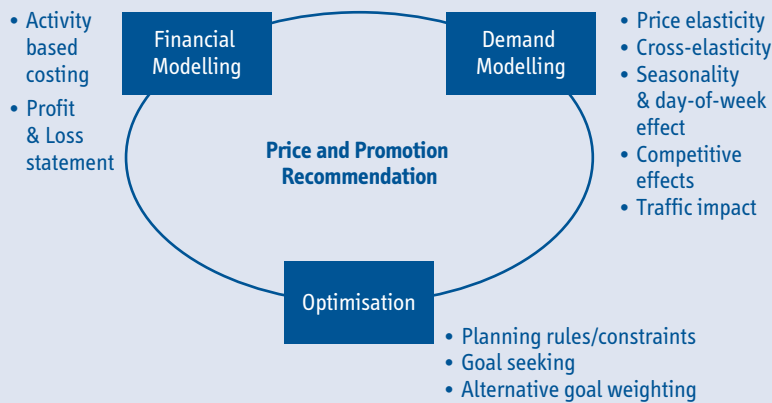 • Activity
based
costing
• Profit
& Loss
statement
Financial
Modelling
Demand
Modelling
• Price elasticity
• Cross-elasticity
• Seasonality
& day-of-week
effect
• Competitive
effects
• Traffic impact
Price and Promotion
Recommendation
Optimisation
• Planning rules/constraints
• Goal seeking
• Alternative goal weighting